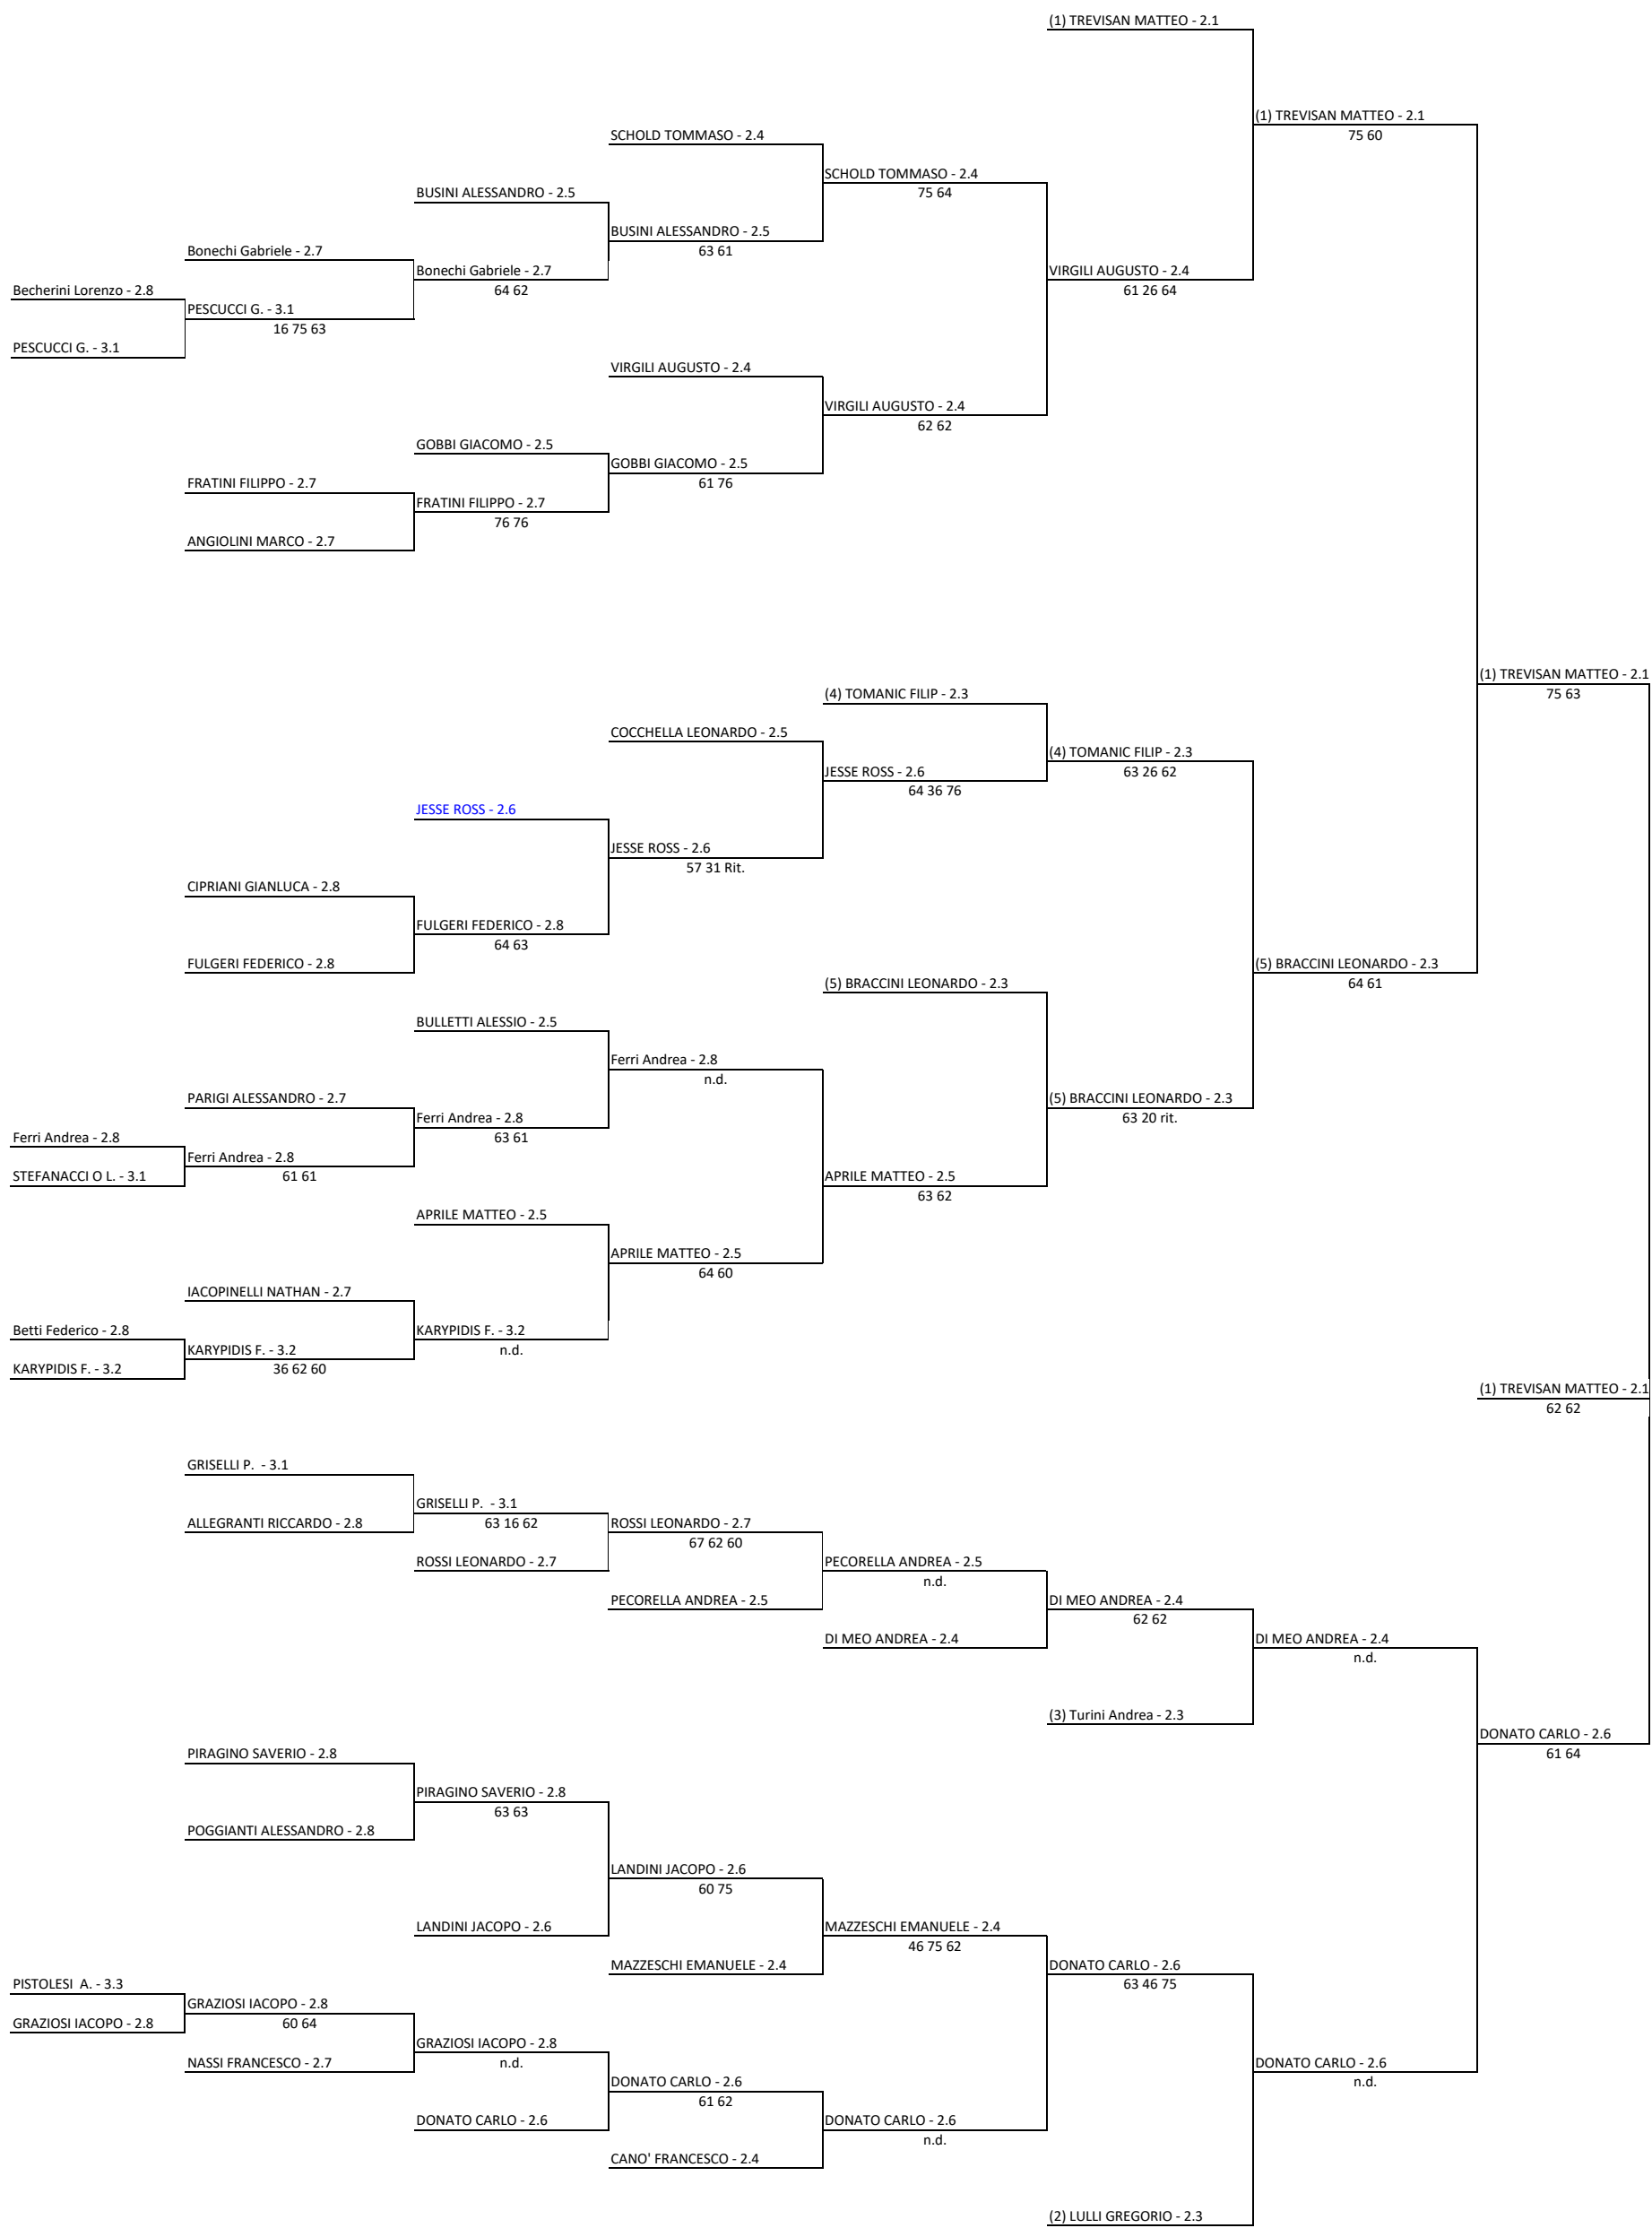 (1) TREVISAN MATTEO - 2.1
(1) TREVISAN MATTEO - 2.1
75 60
SCHOLD TOMMASO - 2.4
SCHOLD TOMMASO - 2.4
75 64
BUSINI ALESSANDRO - 2.5
BUSINI ALESSANDRO - 2.5
63 61
Bonechi Gabriele - 2.7
Bonechi Gabriele - 2.7
64 62
VIRGILI AUGUSTO - 2.4
61 26 64
Becherini Lorenzo - 2.8
PESCUCCI G. - 3.1
16 75 63
PESCUCCI G. - 3.1
VIRGILI AUGUSTO - 2.4
VIRGILI AUGUSTO - 2.4
62 62
GOBBI GIACOMO - 2.5
GOBBI GIACOMO - 2.5
61 76
FRATINI FILIPPO - 2.7
FRATINI FILIPPO - 2.7
76 76
ANGIOLINI MARCO - 2.7
(1) TREVISAN MATTEO - 2.1
75 63
(4) TOMANIC FILIP - 2.3
COCCHELLA LEONARDO - 2.5
(4) TOMANIC FILIP - 2.3
63 26 62
JESSE ROSS - 2.6
64 36 76
JESSE ROSS - 2.6
JESSE ROSS - 2.6
57 31 Rit.
CIPRIANI GIANLUCA - 2.8
FULGERI FEDERICO - 2.8
64 63
FULGERI FEDERICO - 2.8
(5) BRACCINI LEONARDO - 2.3
64 61
(5) BRACCINI LEONARDO - 2.3
BULLETTI ALESSIO - 2.5
Ferri Andrea - 2.8
n.d.
PARIGI ALESSANDRO - 2.7
(5) BRACCINI LEONARDO - 2.3
63 20 rit.
Ferri Andrea - 2.8
63 61
Ferri Andrea - 2.8
Ferri Andrea - 2.8
61 61
STEFANACCI O L. - 3.1
APRILE MATTEO - 2.5
63 62
APRILE MATTEO - 2.5
APRILE MATTEO - 2.5
64 60
IACOPINELLI NATHAN - 2.7
Betti Federico - 2.8
KARYPIDIS F. - 3.2
n.d.
KARYPIDIS F. - 3.2
36 62 60
KARYPIDIS F. - 3.2
(1) TREVISAN MATTEO - 2.1
62 62
GRISELLI P.  - 3.1
GRISELLI P.  - 3.1
63 16 62
ALLEGRANTI RICCARDO - 2.8
ROSSI LEONARDO - 2.7
67 62 60
ROSSI LEONARDO - 2.7
PECORELLA ANDREA - 2.5
n.d.
PECORELLA ANDREA - 2.5
DI MEO ANDREA - 2.4
62 62
DI MEO ANDREA - 2.4
DI MEO ANDREA - 2.4
n.d.
(3) Turini Andrea - 2.3
DONATO CARLO - 2.6
61 64
PIRAGINO SAVERIO - 2.8
PIRAGINO SAVERIO - 2.8
63 63
POGGIANTI ALESSANDRO - 2.8
LANDINI JACOPO - 2.6
60 75
LANDINI JACOPO - 2.6
MAZZESCHI EMANUELE - 2.4
46 75 62
MAZZESCHI EMANUELE - 2.4
DONATO CARLO - 2.6
63 46 75
PISTOLESI  A. - 3.3
GRAZIOSI IACOPO - 2.8
60 64
GRAZIOSI IACOPO - 2.8
GRAZIOSI IACOPO - 2.8
n.d.
NASSI FRANCESCO - 2.7
DONATO CARLO - 2.6
n.d.
DONATO CARLO - 2.6
61 62
DONATO CARLO - 2.6
DONATO CARLO - 2.6
n.d.
CANO' FRANCESCO - 2.4
(2) LULLI GREGORIO - 2.3